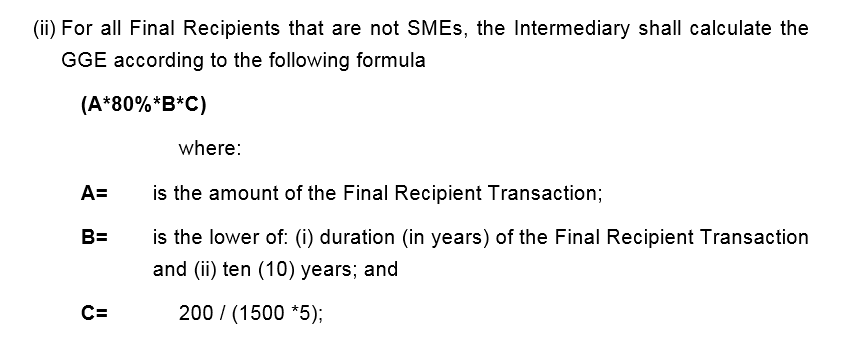 (ii) For all Final Recipients that are not SMEs, the Intermediary shall calculate the
GGE according to the following formula
(A*80%*B*C)
where:
A= is the amount of the Final Recipient Transaction;
B= is the lower of: (i) duration (in years) of the Final Recipient Transaction
and (ii) ten (10) years; and
C= 200 / (1500 *5);